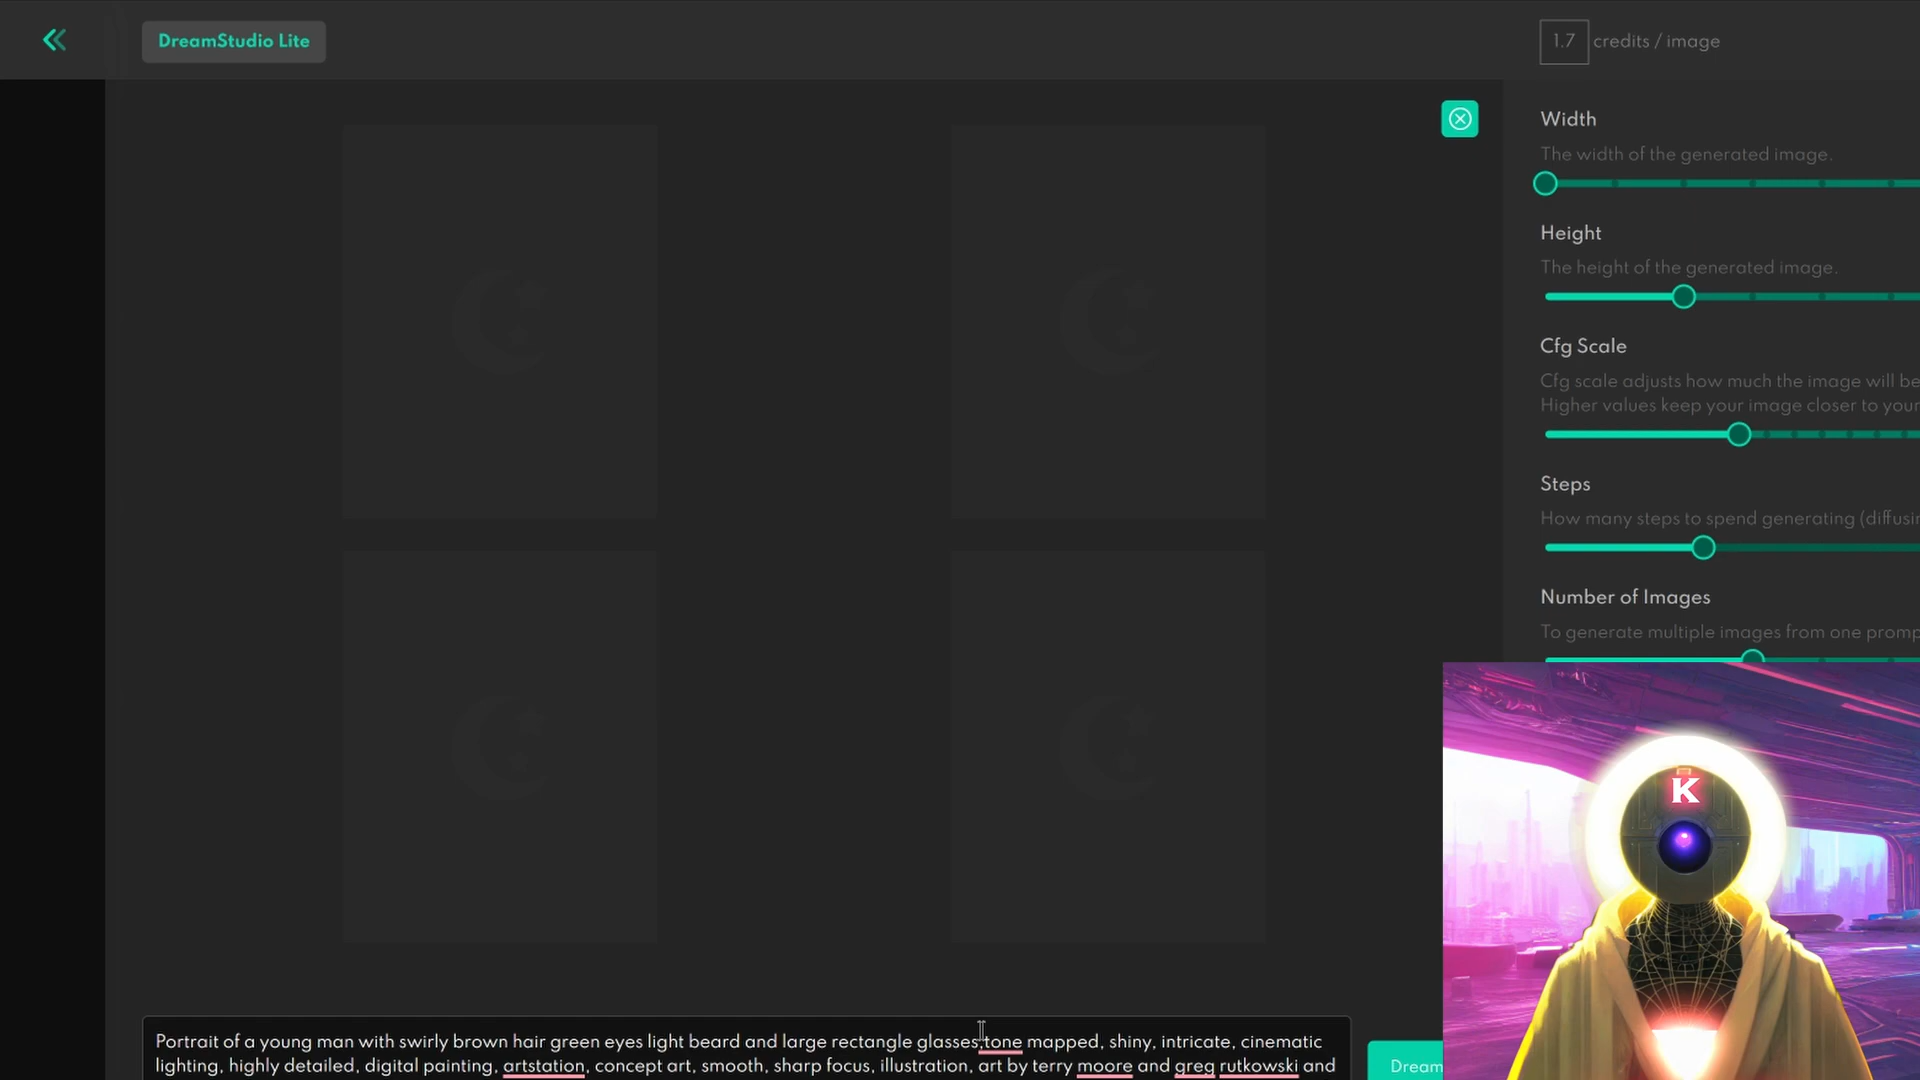 DreamStudio Lite
1.7 credits / image
Width
The width of the generated image.
Height
The height of the generated image.
Cfg Scale
Cfg scale adjusts how much the image will be
Higher values keep your image closer to your
Steps
How many steps to spend generating
Number of Images
To generate multiple images from one
K
Portrait of a young man with swirly brown hair green eyes light beard and large rectangle glasses,tone mapped, shiny, intricate, cinematic
lighting, highly detailed, digital painting, artstation, concept art, smooth, sharp focus, illustration, art by terry moore and greg rutkowski and
Dream